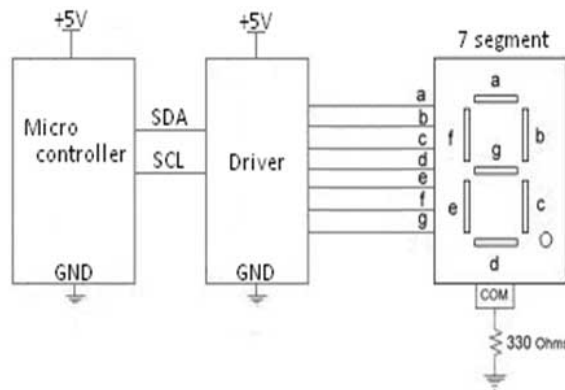 +5V
+5V
7 segment
Micro
controller
SDA
SCL
Driver
GND
GND
a
b
c
d
e
f
g
a
f
b
g
e
c
d
COM
330 Ohms